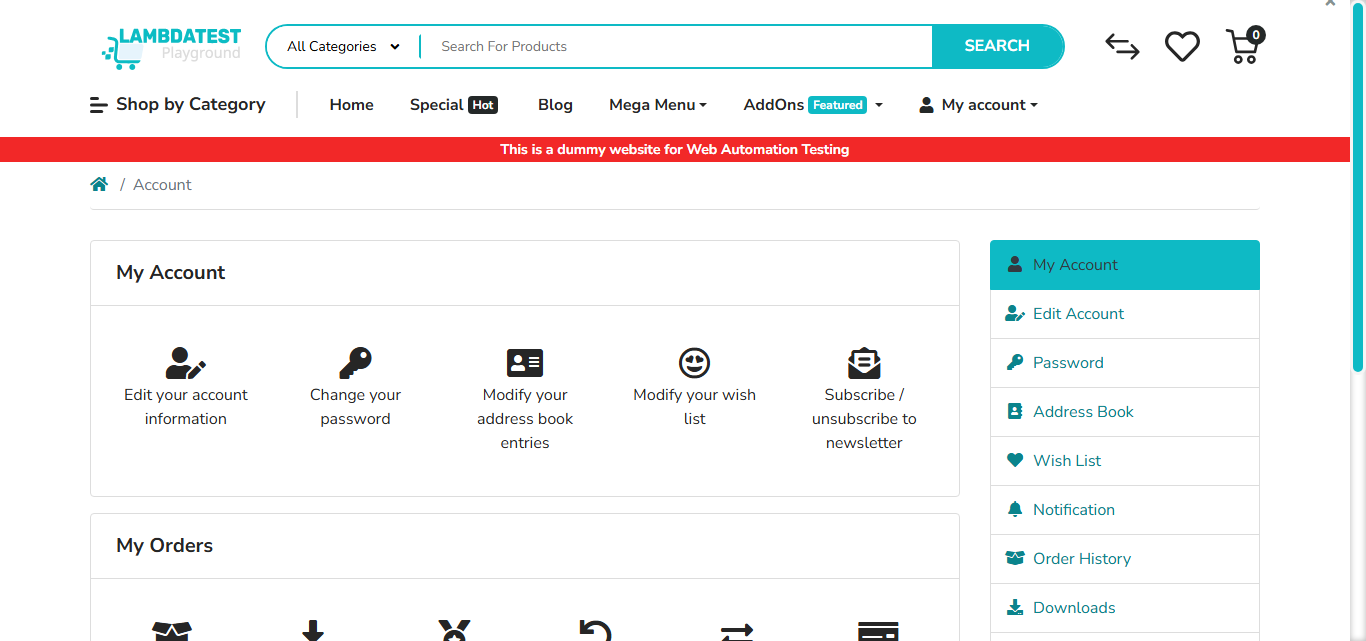 LAMBDATEST
Playground
All Categories
Search For Products
SEARCH
0
Shop by Category
Home
Special Hot
Blog
Mega Menu
AddOns Featured
My account
This is a dummy website for Web Automation Testing
/ Account
My Account
Edit your account
information
Change your
password
Modify your
address book
entries
Modify your wish
list
Subscribe /
unsubscribe to
newsletter
My Orders
My Account
Edit Account
Password
Address Book
Wish List
Notification
Order History
Downloads